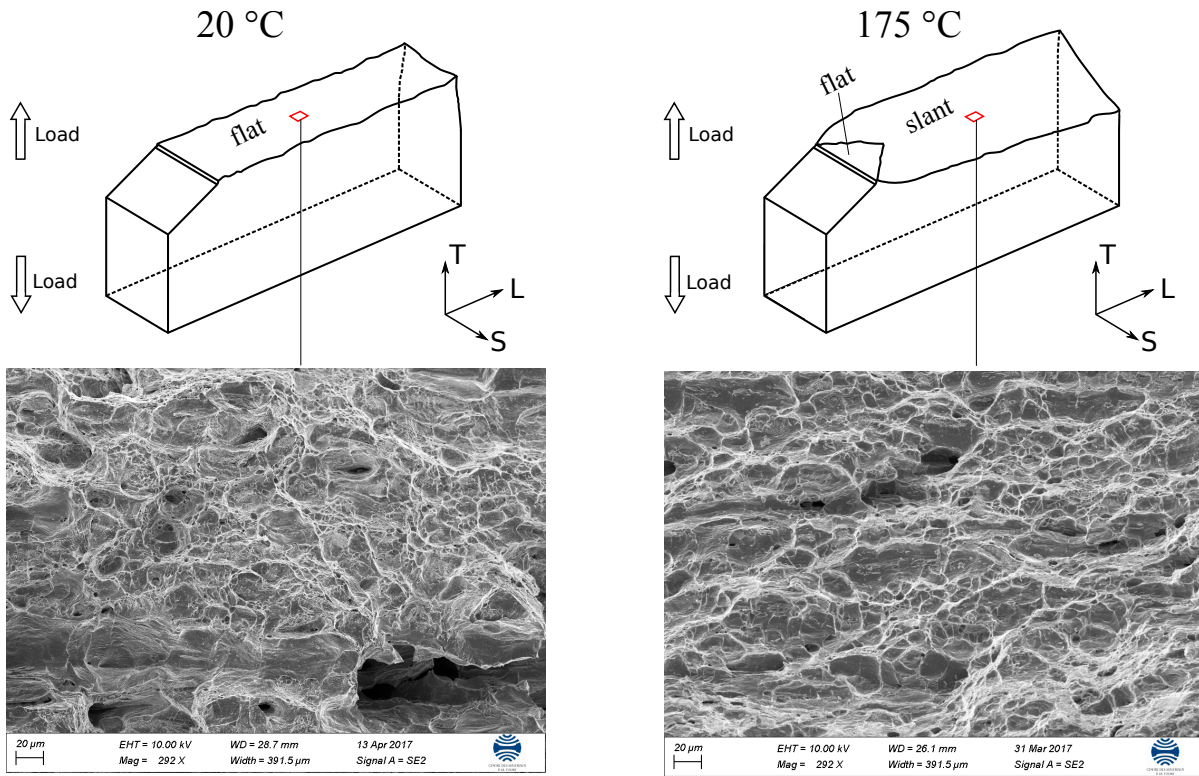 20 °C
175 °C
flat
Load
flat
slant
Load
Load
T
L
S
Load
T
L
S
20 µm
EHT = 10.00 kV
WD = 28.7 mm
13 Apr 2017
Mag = 292 X
Width = 391.5 µm
Signal A = SE2
20 µm
EHT = 10.00 kV
WD = 26.1 mm
31 Mar 2017
Mag = 292 X
Width = 391.5 µm
Signal A = SE2